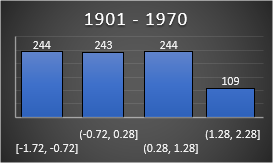 1901 - 1970
244 243 244 109
(-0.72, 0.28] (1.28, 2.28]
[-1.72, -0.72] (0.28, 1.28]